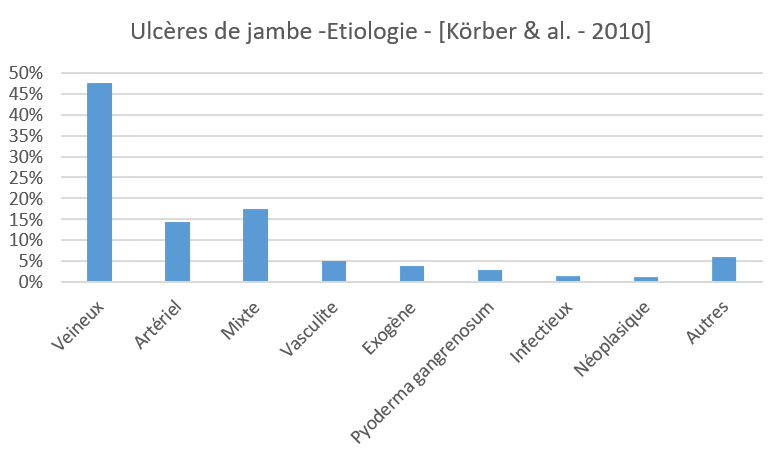 Ulcères de jambe -Etiologie - [Körber & al. - 2010]
50%
45%
40%
35%
30%
25%
20%
15%
10%
5%
0%
Veineux
Artériel
Mixte
Vasculite
Exogène
Pyoderma gangrenosum
Infectieux
Néoplasique
Autres